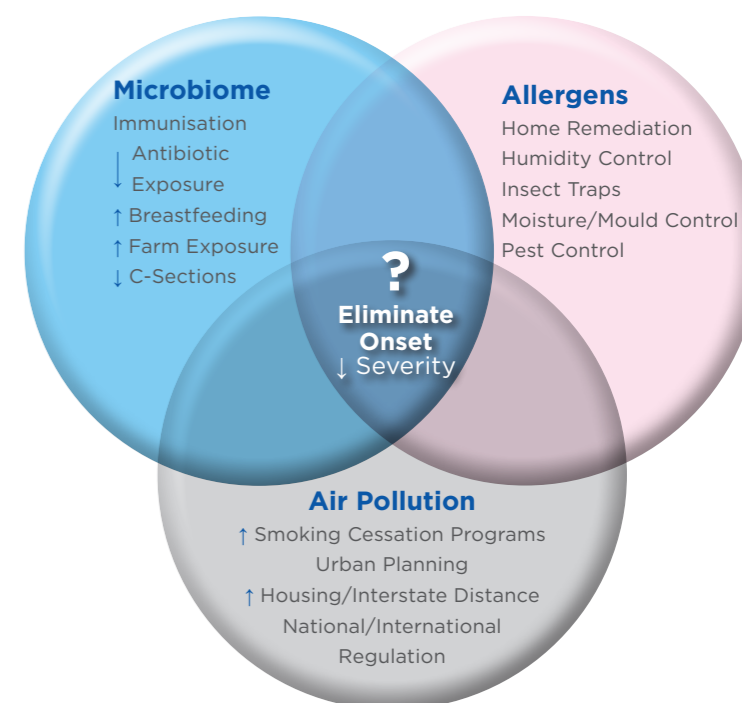 Microbiome
Immunisation
↓ Antibiotic
Exposure
↑ Breastfeeding
↑ Farm Exposure
↓ C-Sections
Allergens
Home Remediation
Humidity Control
Insect Traps
Moisture/Mould Control
Pest Control
?
Eliminate
Onset
↓ Severity
Air Pollution
↑ Smoking Cessation Programs
Urban Planning
↑ Housing/Interstate Distance
National/International
Regulation